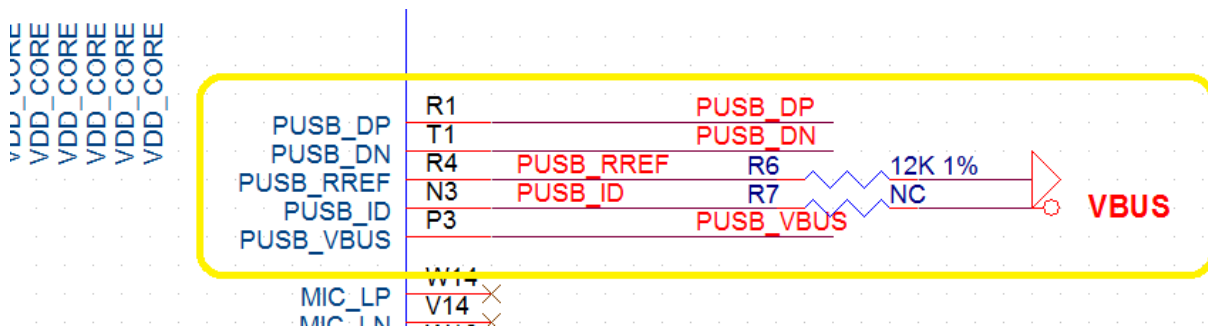 VDD_CORE
VDD_CORE
VDD_CORE
VDD_CORE
VDD_CORE
VDD_CORE
R1
PUSB_DP
PUSB_DP
T1
PUSB_DN
PUSB_DN
R4
PUSB_RREF
R6
12K 1%
PUSB_RREF
N3
PUSB_ID
R7
NC
VBUS
PUSB_ID
P3
PUSB_VBUS
PUSB_VBUS
W14
MIC_LP
V14
MIC_LN